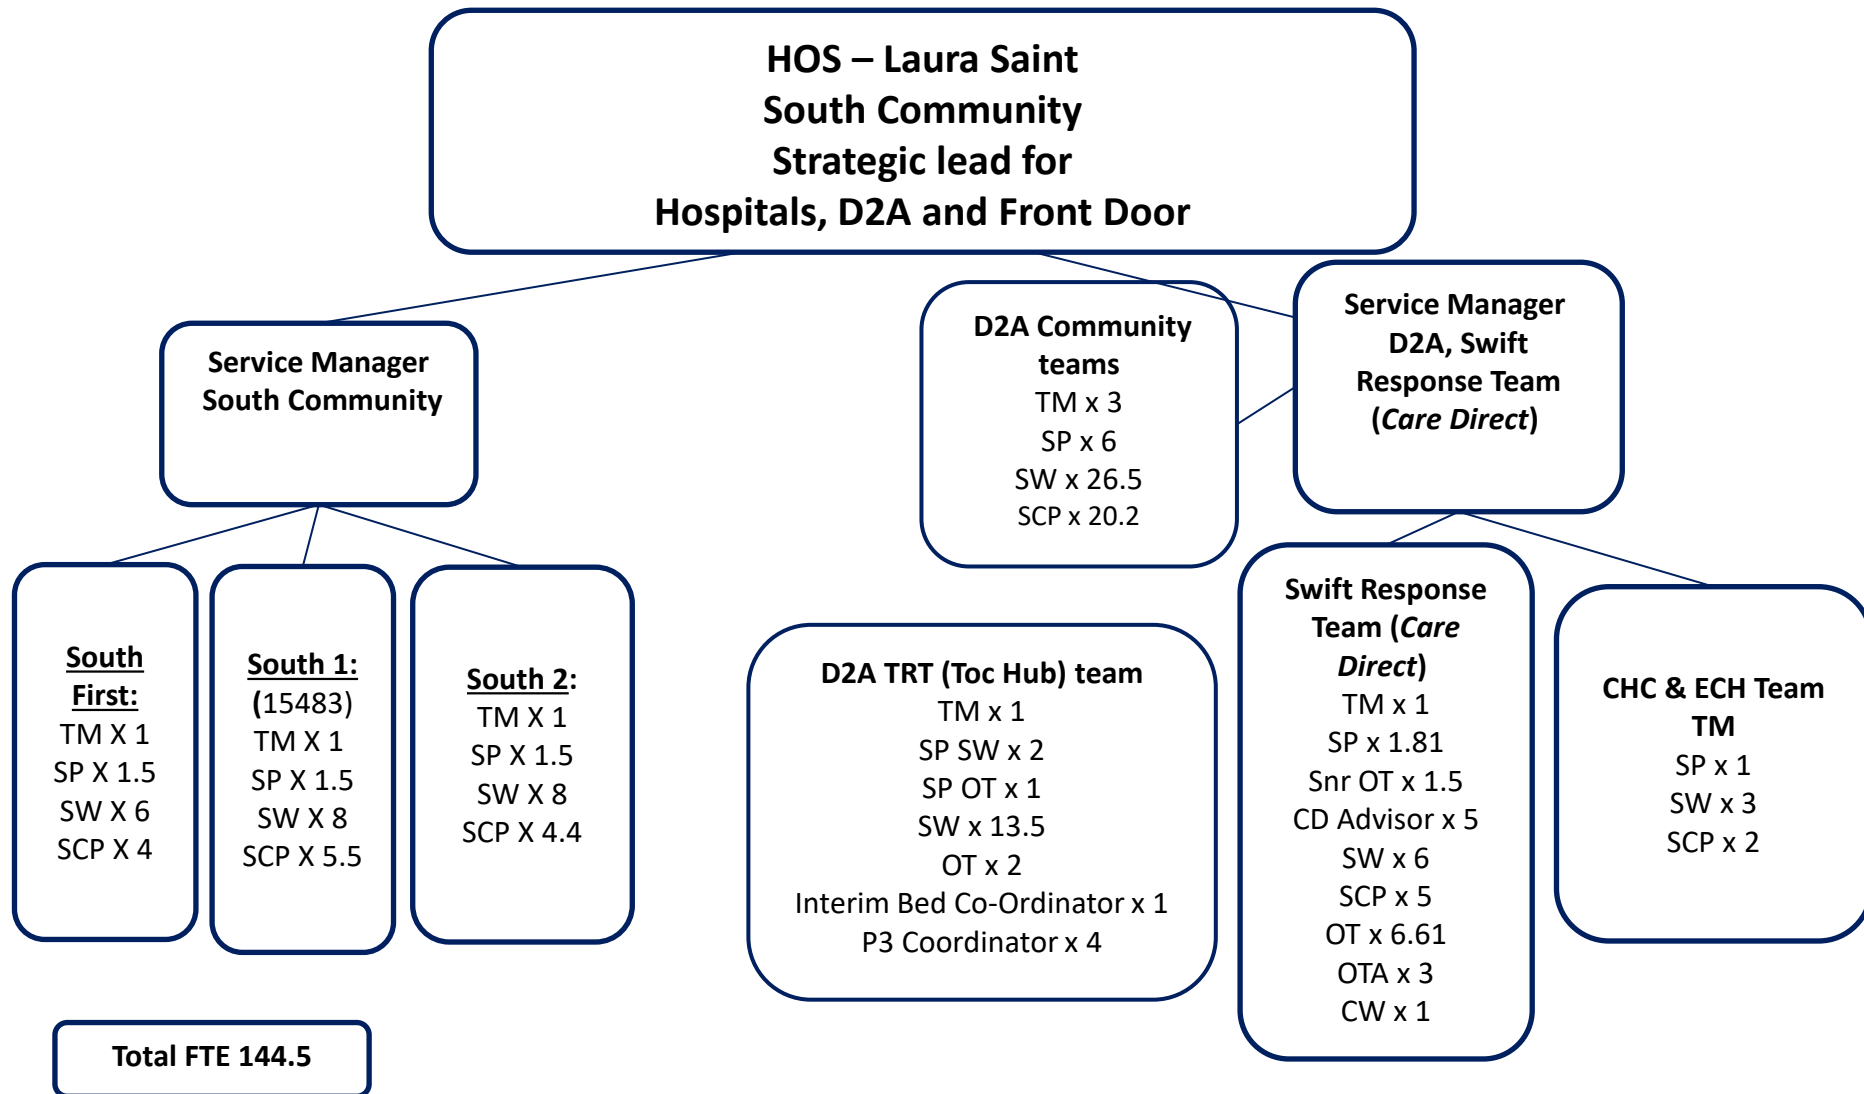 HOS – Laura Saint
South Community
Strategic lead for
Hospitals, D2A and Front Door
Service Manager
South Community
D2A Community
teams
TM x 3
SP x 6
SW x 26.5
SCP x 20.2
Service Manager
D2A, Swift
Response Team
(Care Direct)
South
First:
TM X 1
SP X 1.5
SW X 6
SCP X 4
South 1:
(15483)
TM X 1
SP X 1.5
SW X 8
SCP X 5.5
South 2:
TM X 1
SP X 1.5
SW X 8
SCP X 4.4
D2A TRT (Toc Hub) team
TM x 1
SP SW x 2
SP OT x 1
SW x 13.5
OT x 2
Interim Bed Co-Ordinator x 1
P3 Coordinator x 4
Swift Response
Team (Care
Direct)
TM x 1
SP x 1.81
Snr OT x 1.5
CD Advisor x 5
SW x 6
SCP x 5
OT x 6.61
OTA x 3
CW x 1
CHC & ECH Team
TM
SP x 1
SW x 3
SCP x 2
Total FTE 144.5